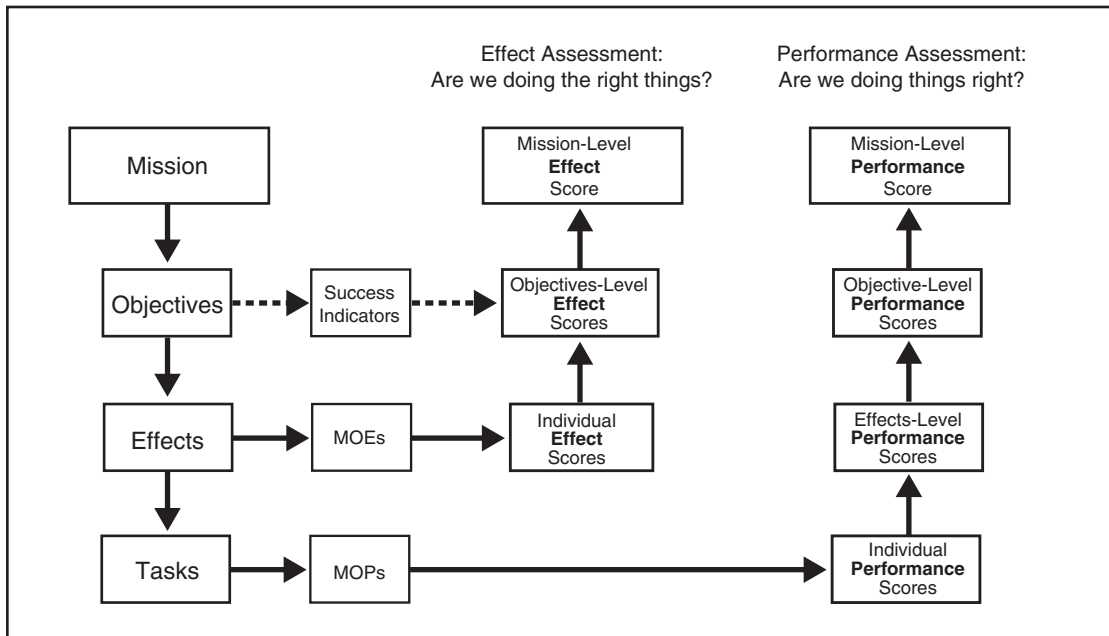 Effect Assessment:
Are we doing the right things?
Performance Assessment:
Are we doing things right?
Mission
Mission-Level
Effect
Score
Mission-Level
Performance
Score
Objectives
Success
Indicators
Objectives-Level
Effect
Scores
Objective-Level
Performance
Scores
Effects
MOEs
Individual
Effect
Scores
Effects-Level
Performance
Scores
Tasks
MOPs
Individual
Performance
Scores